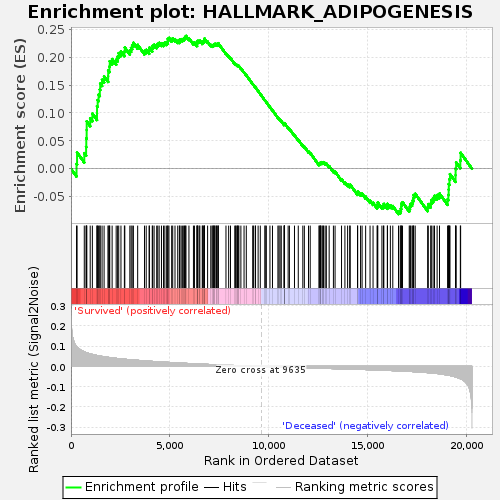 Enrichment plot: HALLMARK_ADIPOGENESIS
Enrichment score (ES)
0.25
0.20
0.15
0.10
0.05
0.00
-0.05
Ranked list metric (Signal2Noise)
0.3
0.2
0.1
0.0
-0.1
-0.2
-0.3
'Survived' (positively correlated)
Zero cross at 9635
'Deceased' (negatively correlated)
0
5,000
10,000
15,000
20,000
Rank in Ordered Dataset
Enrichment profile
Hits
Ranking metric scores